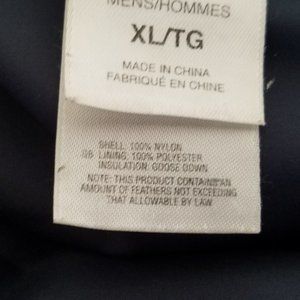 MENS/HOMMES
XL/TG
MADE IN CHINA
FABRIQUÉ EN CHINE
SHELL: 100% NYLON
GB LINING: 100% POLYESTER
INSULATION: GOOSE DOWN
NOTE: THIS PRODUCT CONTAINS AN
AMOUNT OF FEATHERS NOT EXCEEDING
THAT ALLOWABLE BY LAW